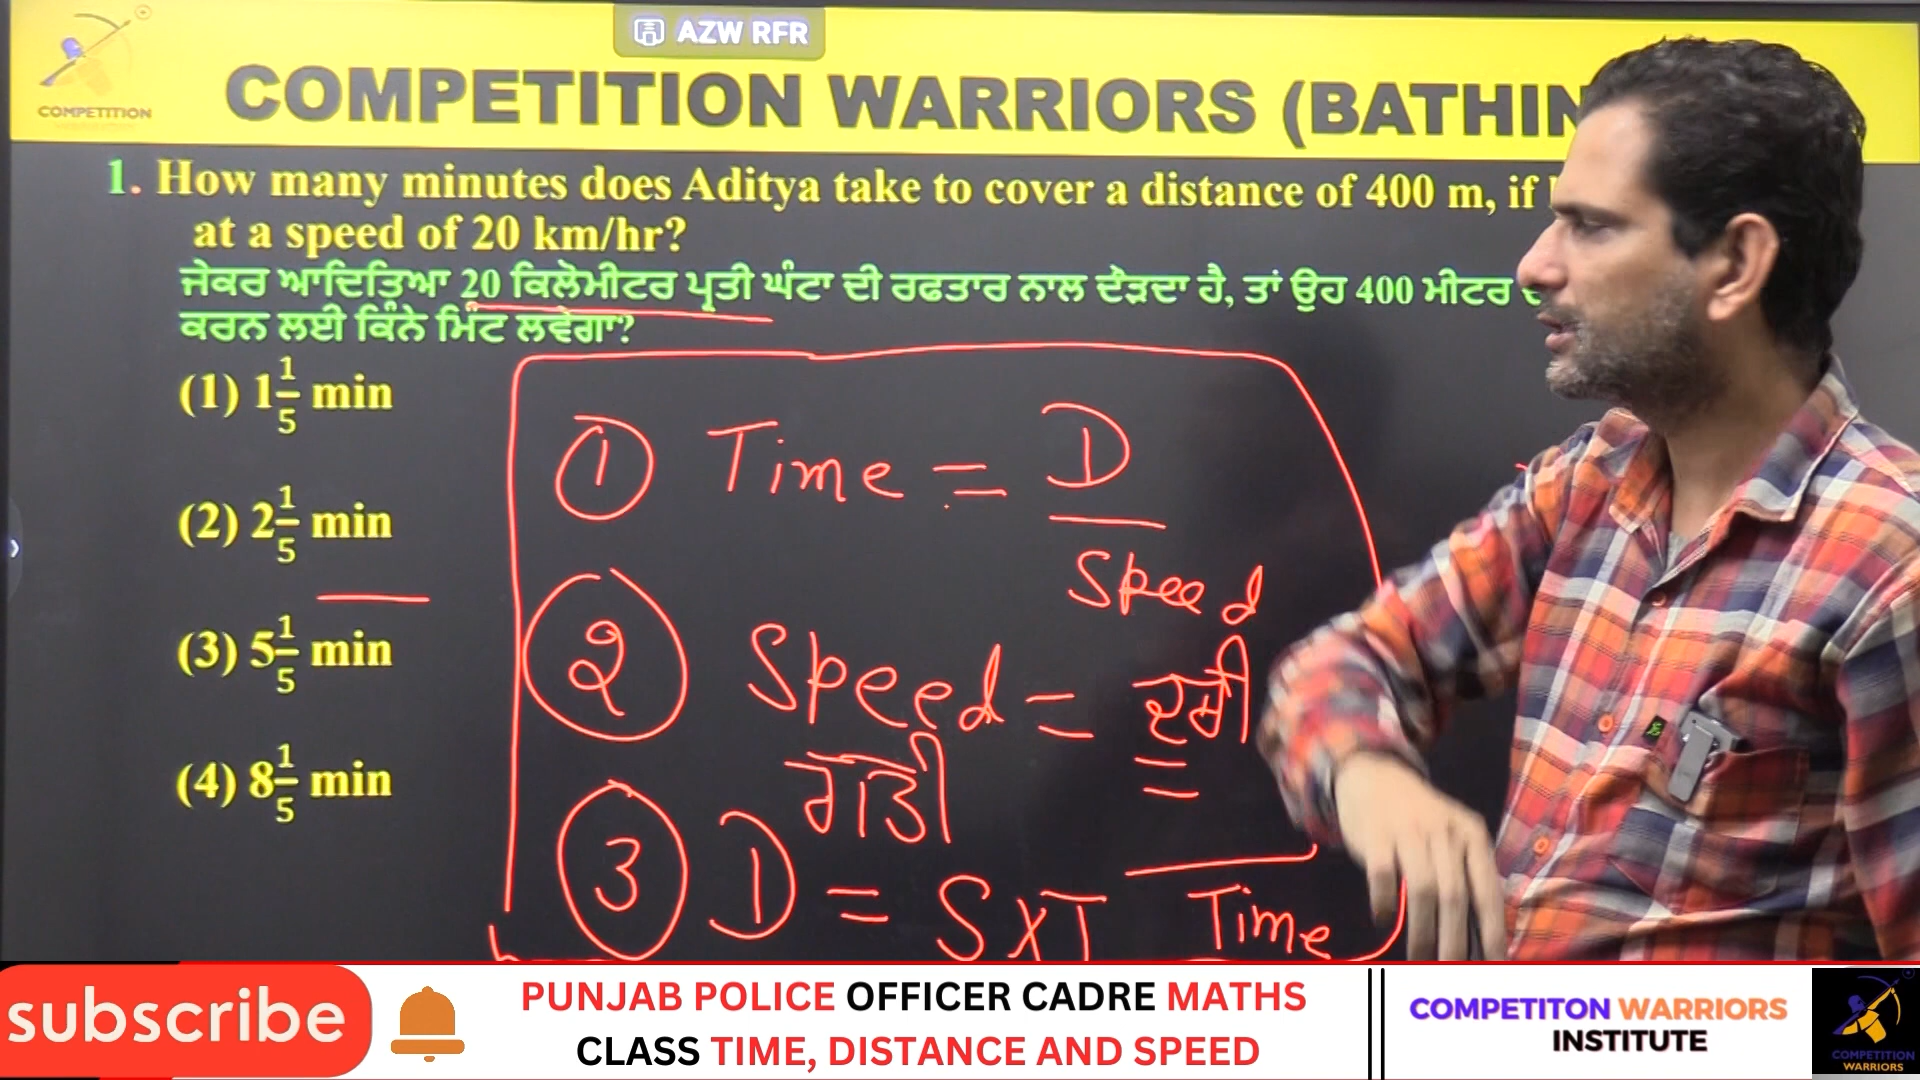 AZW RFR
COMPETITION
COMPETITION WARRIORS (BATHIN
1. How many minutes does Aditya take to cover a distance of 400 m, if
at a speed of 20 km/hr?
ਜੇਕਰ ਆਦਿਤਿਆ 20 ਕਿਲੋਮੀਟਰ ਪ੍ਰਤੀ ਘੰਟਾ ਦੀ ਰਫਤਾਰ ਨਾਲ ਦੌੜਦਾ ਹੈ, ਤਾਂ ਉਹ 400 ਮੀਟਰ
ਕਰਨ ਲਈ ਕਿੰਨੇ ਮਿੰਟ ਲਵੇਗਾ?
(1) 1 1/5 min
(2) 2 1/5 min
(3) 5 1/5 min
(4) 8 1/5 min
① Time = D
Speed
② Speed = ਦੂਰੀ
ਗਤੀ
③ D = S×T
Time
subscribe
PUNJAB POLICE OFFICER CADRE MATHS
CLASS TIME, DISTANCE AND SPEED
COMPETITON WARRIORS
INSTITUTE
COMPETITION
WARRIORS